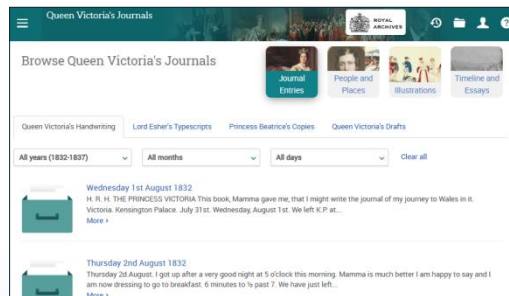 Queen Victoria's Journals
ROYAL
ARCHIVES
Browse Queen Victoria's Journals
Journal
Entries
People and
Places
Illustrations
Timeline and
Essays
Queen Victoria's Handwriting
Lord Esher's Typescripts
Princess Beatrice's Copies
Queen Victoria's Drafts
All years (1832-1837)
All months
All days
Clear all
Wednesday 1st August 1832
H. R. H. THE PRINCESS VICTORIA This book, Mamma gave me, that I might write the journal of my journey to Wales in it.
Victoria. Kensington Palace. July 31st. Wednesday, August 1st. We left K.P. at...
More >
Thursday 2nd August 1832
Thursday 2d August. I got up after a very good night at 5 o'clock this morning. Mamma is much better I am happy to say and I
am now dressing to go to breakfast. 6 minutes to ½ past 7. We have just left...
More >